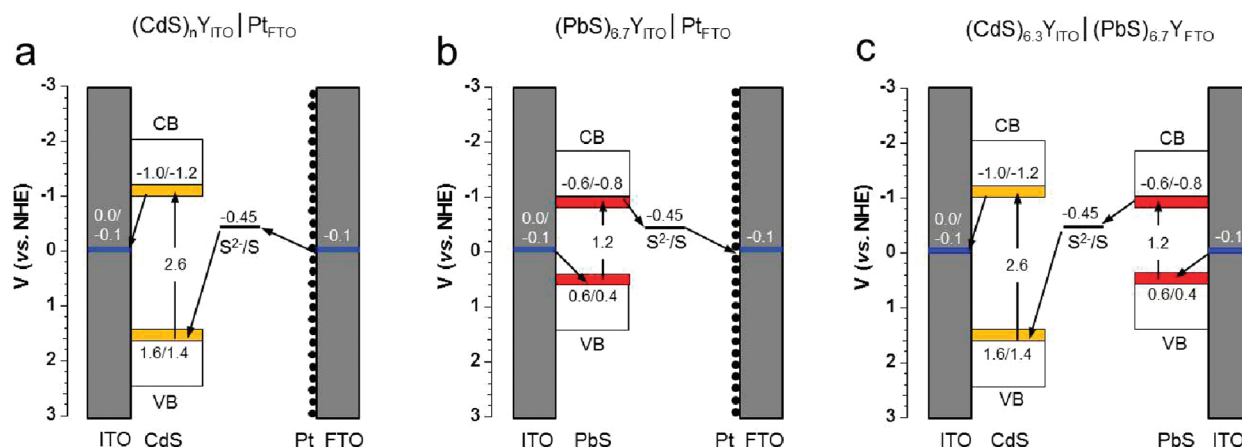 (CdS)nYITO|PtFTO
a
V (vs. NHE)
-3
-2
-1
0
1
2
3
CB
-1.0/-1.2
0.0/
-0.1
2.6
-0.45
S2-/S
-0.1
1.6/1.4
VB
ITO CdS Pt FTO
(PbS)6.7YITO|PtFTO
b
V (vs. NHE)
-3
-2
-1
0
1
2
3
CB
-0.6/-0.8
0.0/
-0.1
1.2
-0.45
S2-/S
-0.1
0.6/0.4
VB
ITO PbS Pt FTO
(CdS)6.3YITO|(PbS)6.7YFTO
c
V (vs. NHE)
-3
-2
-1
0
1
2
3
CB
-1.0/-1.2
0.0/
-0.1
2.6
-0.45
S2-/S
1.6/1.4
VB
CB
-0.6/-0.8
1.2
-0.1
0.6/0.4
VB
ITO CdS PbS ITO